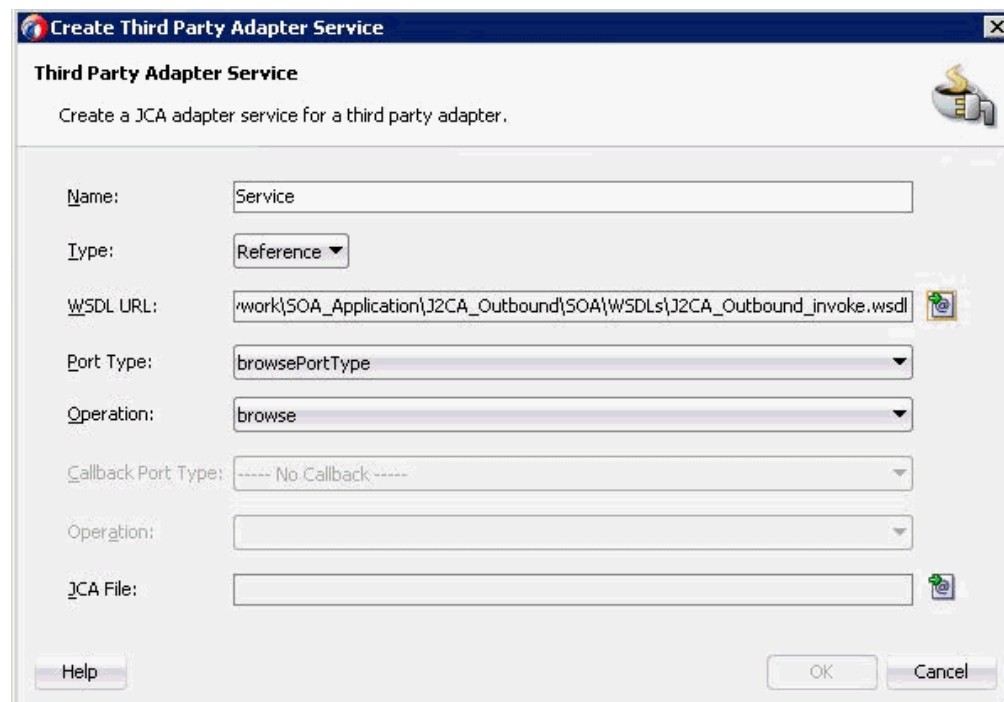 Create Third Party Adapter Service
Third Party Adapter Service
Create a JCA adapter service for a third party adapter.
Name: Service
Type: Reference
WSDL URL: work\SOA_Application\J2CA_Outbound\SOA\WSDLs\J2CA_Outbound_invoke.wsdl
Port Type: browsePortType
Operation: browse
Callback Port Type: ----- No Callback -----
Operation:
JCA File:
Help OK Cancel